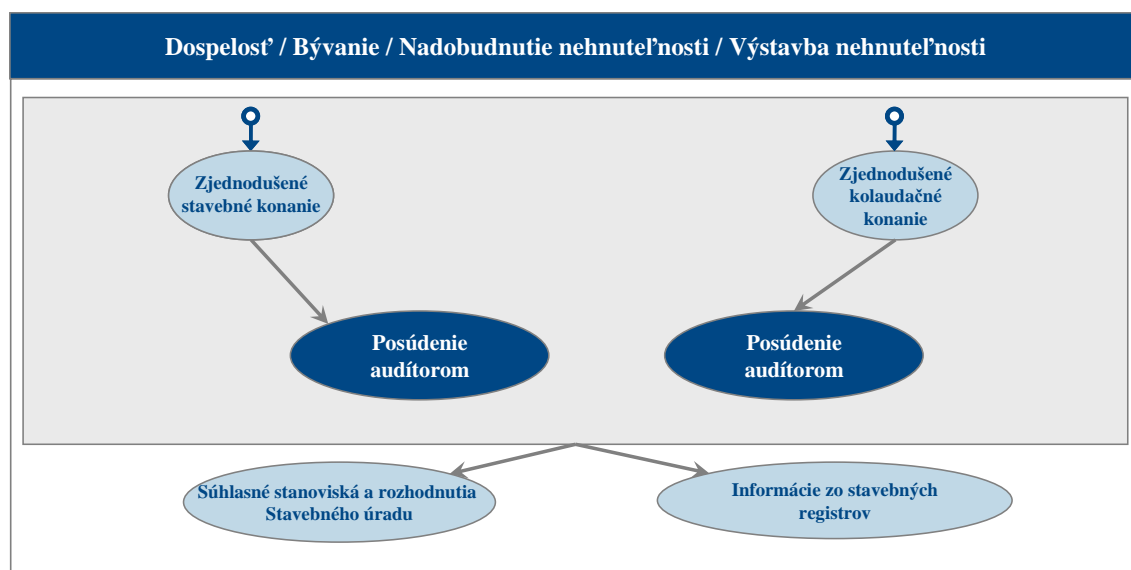 Dospelosť / Bývanie / Nadobudnutie nehnuteľnosti / Výstavba nehnuteľnosti
Zjednodušené
stavebné konanie
Zjednodušené
kolaudačné
konanie
Posúdenie
audítorom
Posúdenie
audítorom
Súhlasné stanoviská a rozhodnutia
Stavebného úradu
Informácie zo stavebných
registrov